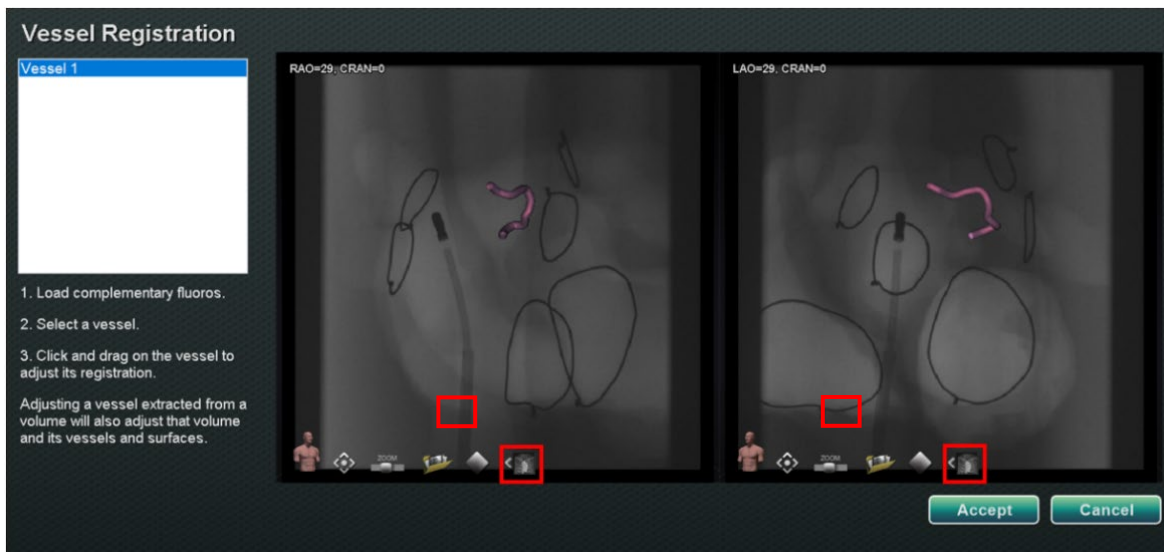 Vessel Registration
Vessel 1
1. Load complementary fluoros.
2. Select a vessel.
3. Click and drag on the vessel to
adjust its registration.
Adjusting a vessel extracted from a
volume will also adjust that volume
and its vessels and surfaces.
RAO=29, CRAN=0
ZOOM
LAO=29, CRAN=0
ZOOM
Accept
Cancel